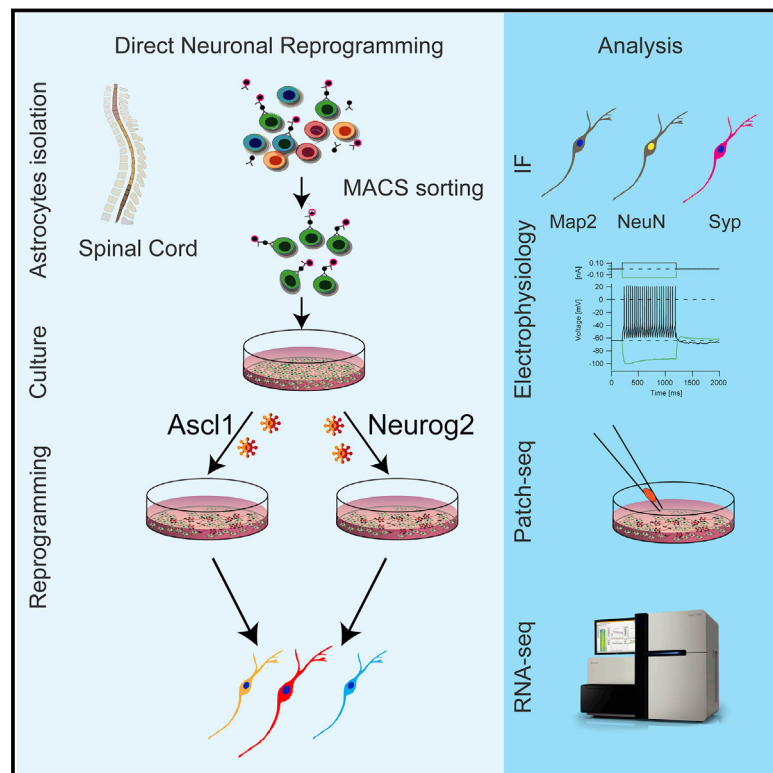 Direct Neuronal Reprogramming
Astrocytes isolation
Spinal Cord
MACS sorting
Culture
Ascl1
Neurog2
Reprogramming
Analysis
IF
Map2
NeuN
Syp
Electrophysiology
[nA]
0.10
-0.10
Voltage [mV]
20
0
-20
-40
-60
-80
-100
0
500
1000
1500
2000
Time [ms]
Patch-seq
RNA-seq